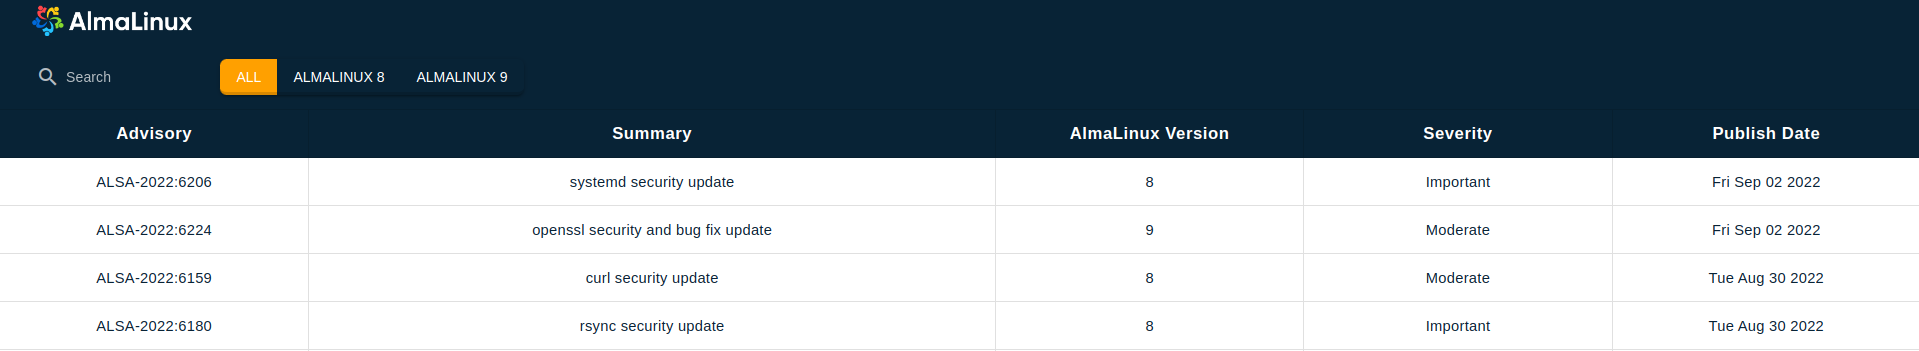 AlmaLinux
Search ALL ALMALINUX 8 ALMALINUX 9
Advisory Summary AlmaLinux Version Severity Publish Date
ALSA-2022:6206 systemd security update 8 Important Fri Sep 02 2022
ALSA-2022:6224 openssl security and bug fix update 9 Moderate Fri Sep 02 2022
ALSA-2022:6159 curl security update 8 Moderate Tue Aug 30 2022
ALSA-2022:6180 rsync security update 8 Important Tue Aug 30 2022